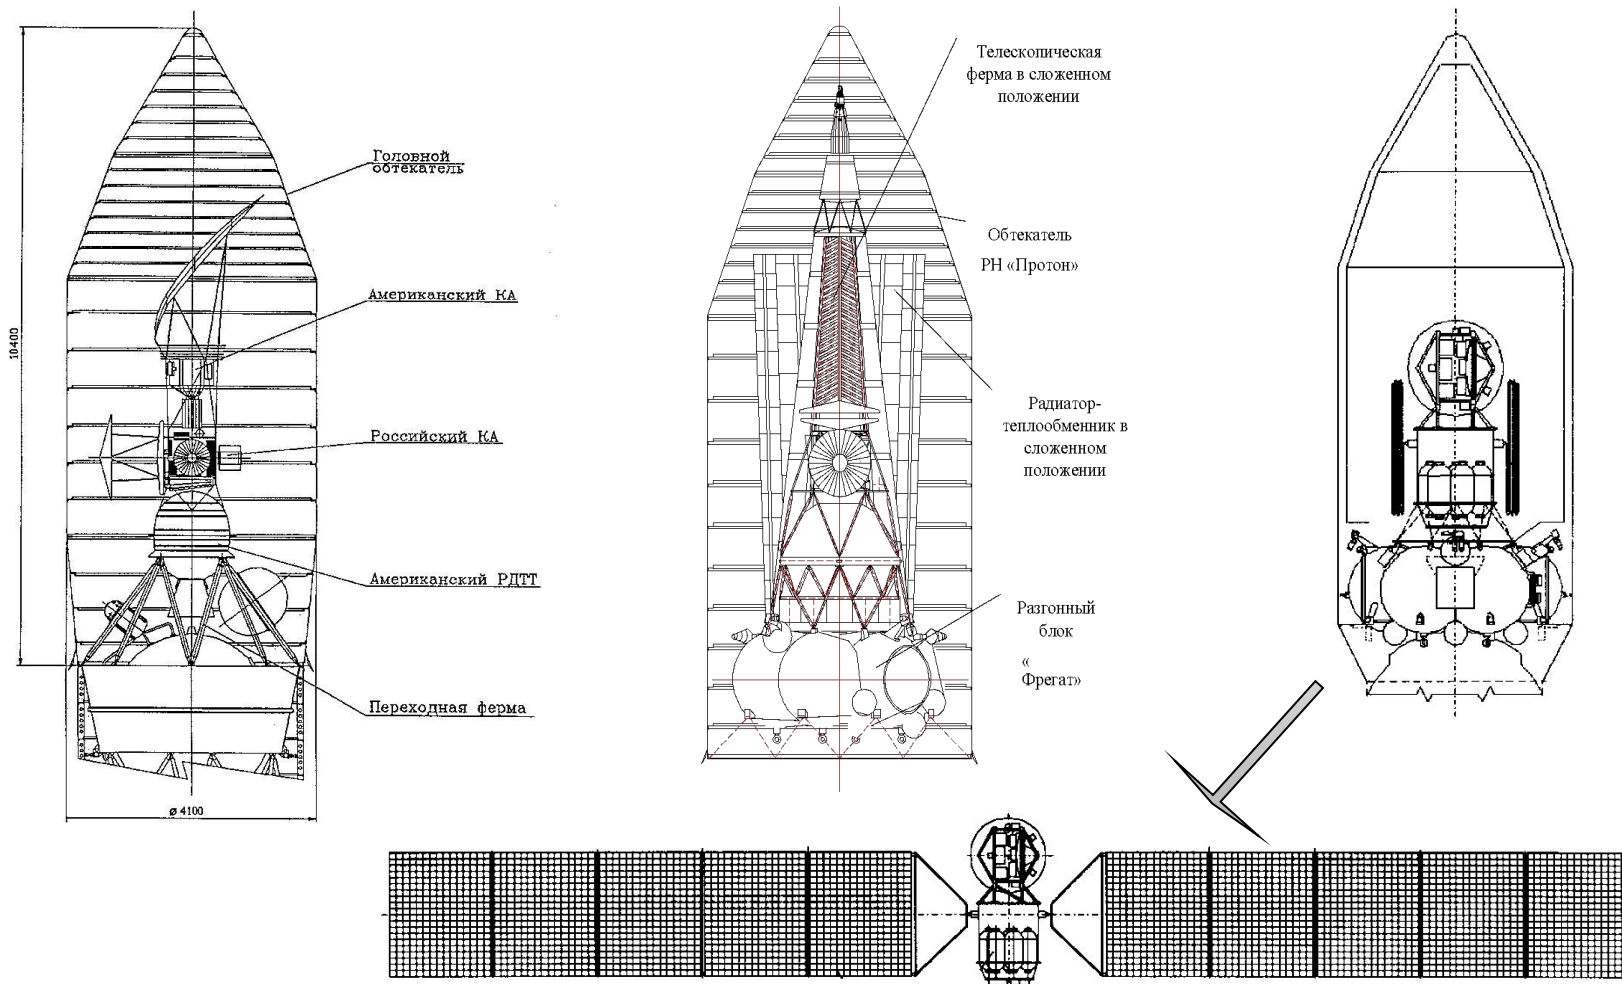 10400
Головной
обтекатель
Американский КА
Российский КА
Американский РДТТ
Переходная ферма
ø 4100
Телескопическая
ферма в сложенном
положении
Обтекатель
РН «Протон»
Радиатор-
теплообменник в
сложенном
положении
Разгонный
блок
«
Фрегат»